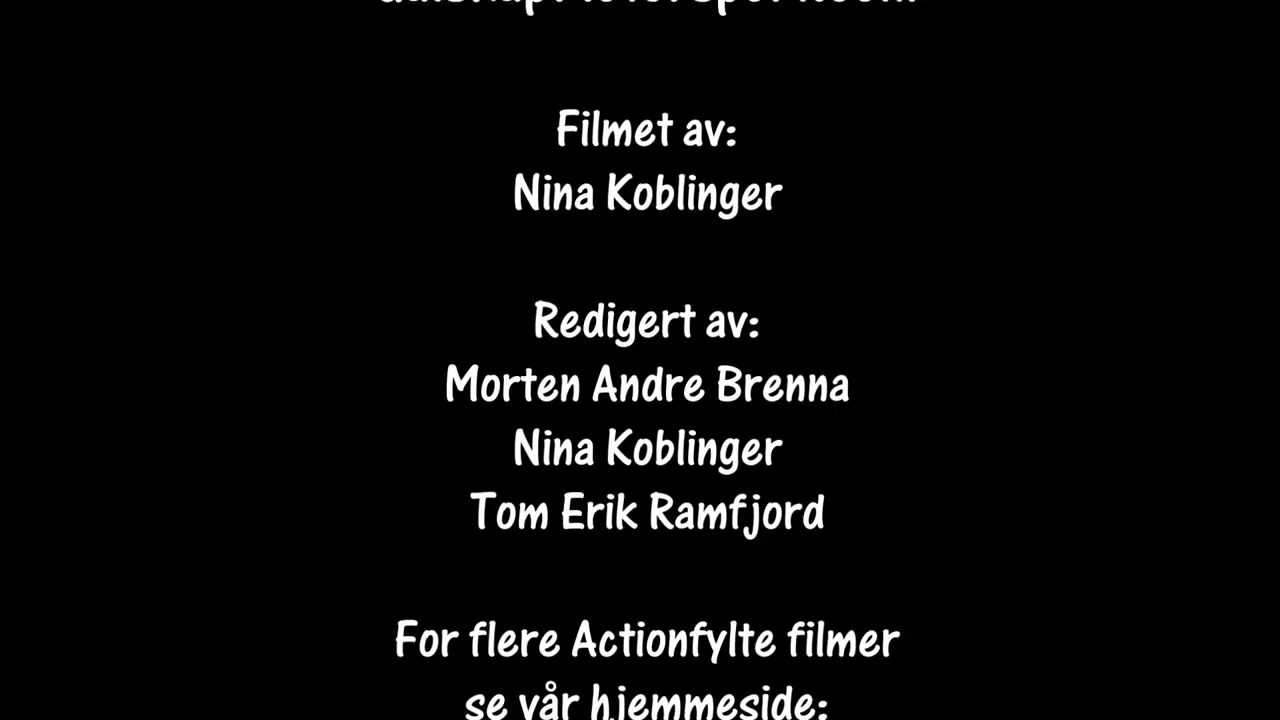 Filmet av:
Nina Koblinger
Redigert av:
Morten Andre Brenna
Nina Koblinger
Tom Erik Ramfjord
For flere Actionfylte filmer
se vår hjemmeside: